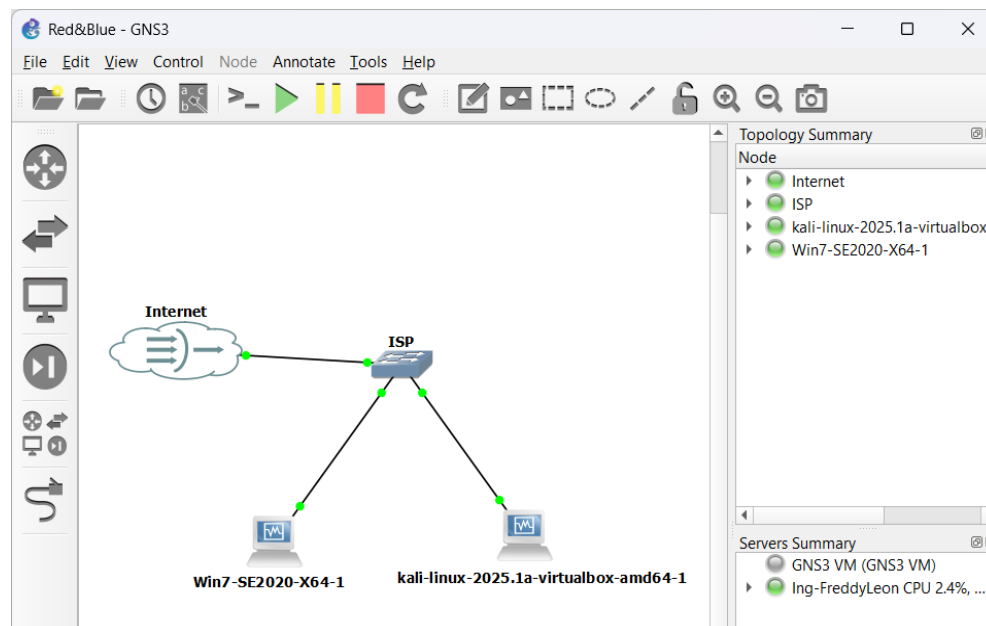 Red&Blue - GNS3
File Edit View Control Node Annotate Tools Help
Topology Summary
Node
Internet
ISP
kali-linux-2025.1a-virtualbox
Win7-SE2020-X64-1
Internet
ISP
Win7-SE2020-X64-1
kali-linux-2025.1a-virtualbox-amd64-1
Servers Summary
GNS3 VM (GNS3 VM)
Ing-FreddyLeon CPU 2.4%, ...